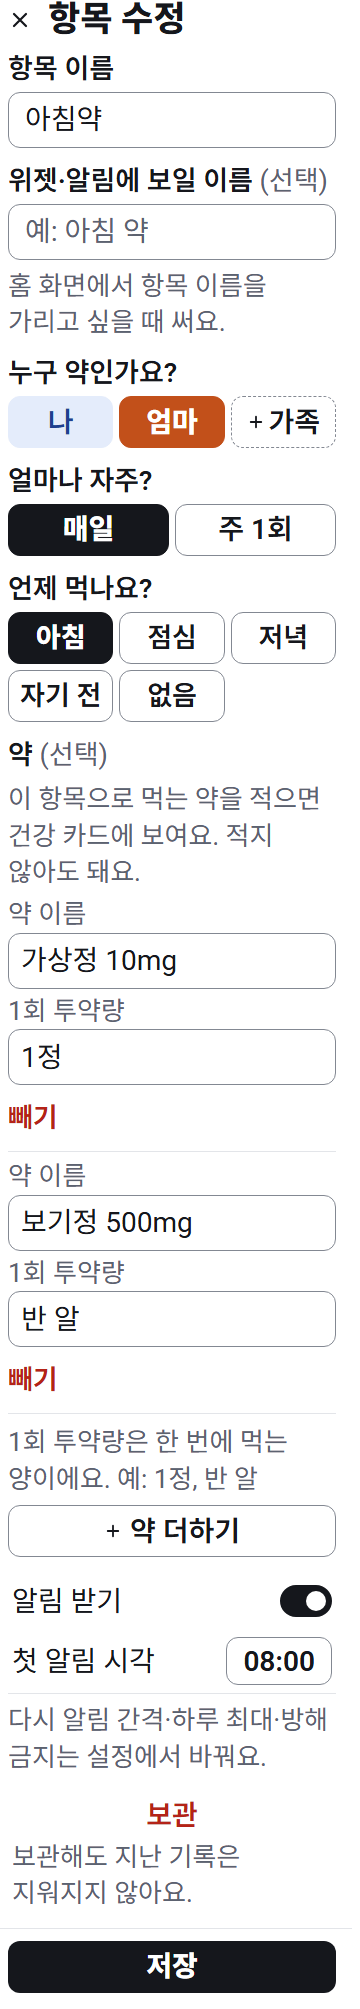 × 항목 수정
항목 이름
아침약
위젯·알림에 보일 이름 (선택)
예: 아침 약
홈 화면에서 항목 이름을
가리고 싶을 때 써요.
누구 약인가요?
나 엄마 + 가족
얼마나 자주?
매일 주 1회
언제 먹나요?
아침 점심 저녁
자기 전 없음
약 (선택)
이 항목으로 먹는 약을 적으면
건강 카드에 보여요. 적지
않아도 돼요.
약 이름
가상정 10mg
1회 투약량
1정
빼기
약 이름
보기정 500mg
1회 투약량
반 알
빼기
1회 투약량은 한 번에 먹는
양이에요. 예: 1정, 반 알
+ 약 더하기
알림 받기
첫 알림 시각 08:00
다시 알림 간격·하루 최대·방해
금지는 설정에서 바꿔요.
보관
보관해도 지난 기록은
지워지지 않아요.
저장